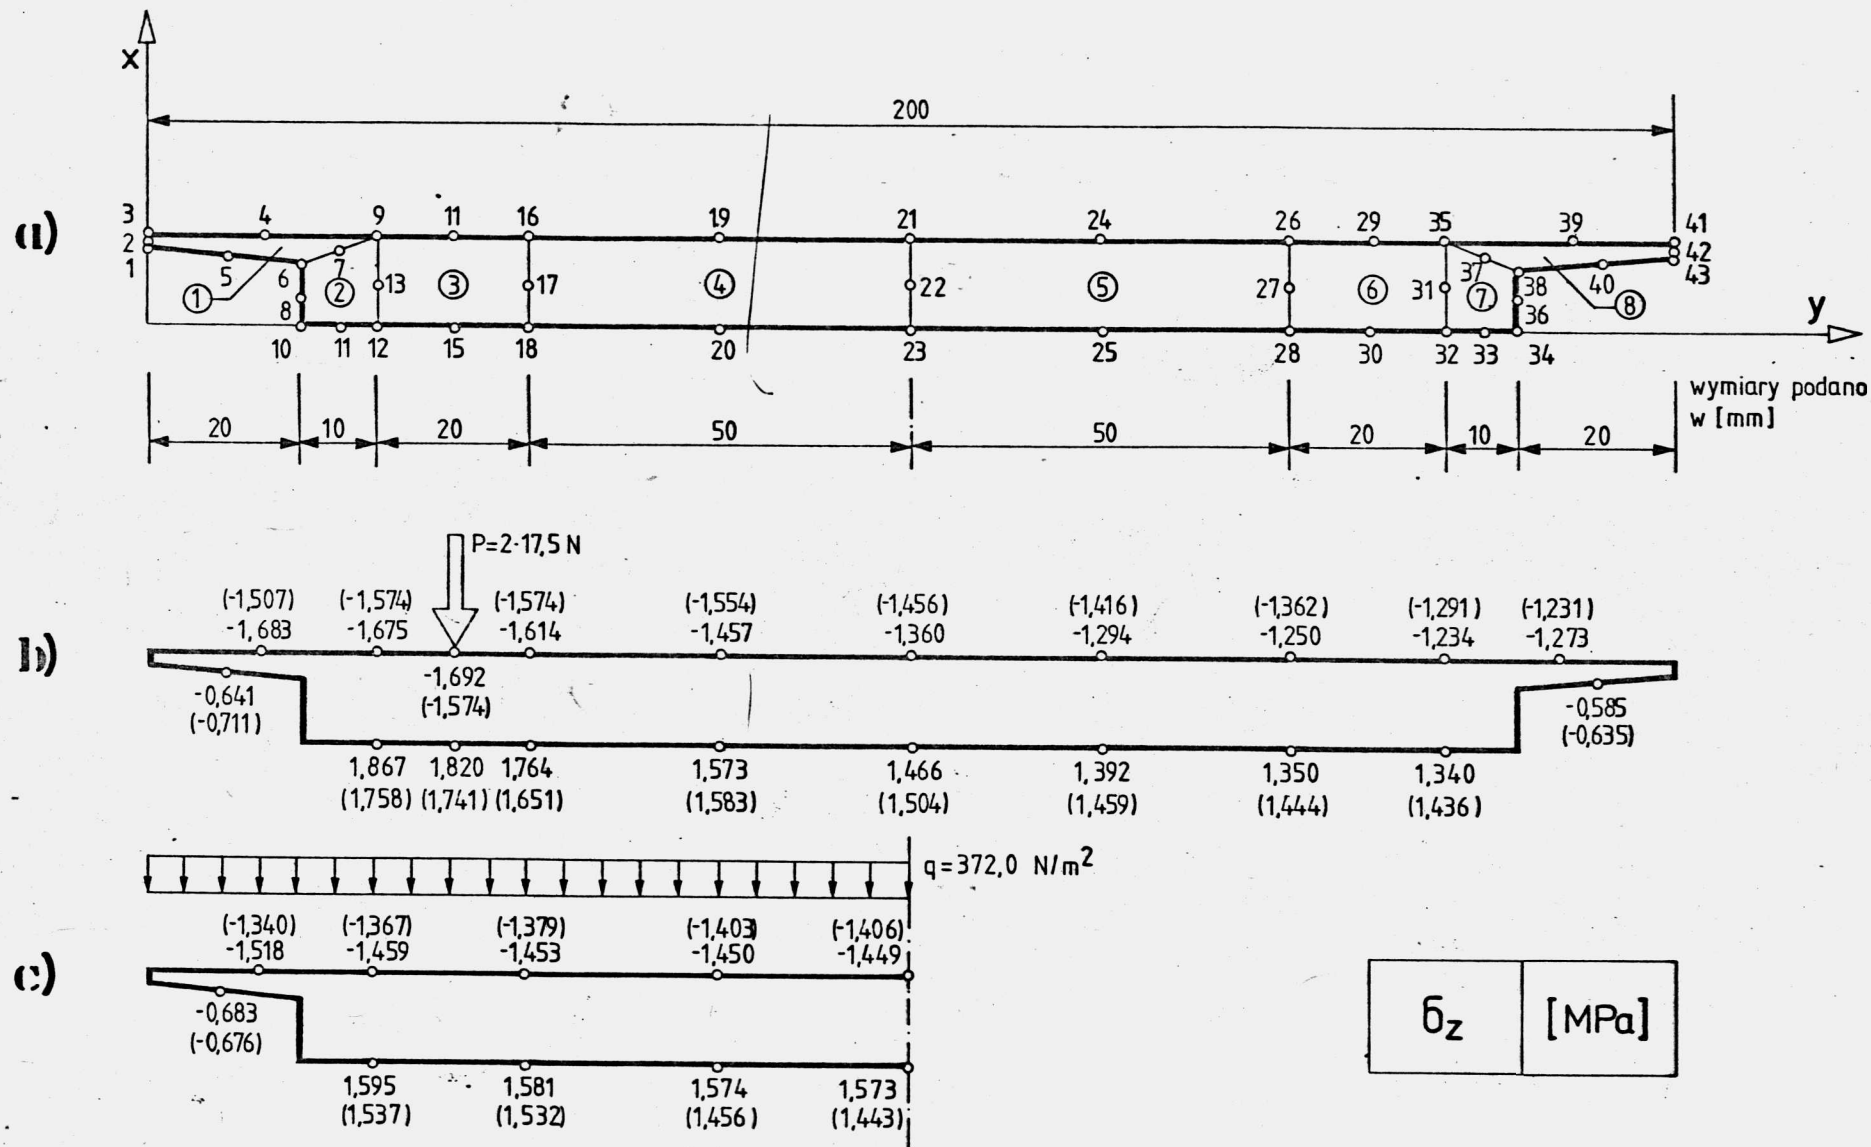 x
200
a)
3 4 9 11 16 19 21 24 26 29 35 39 41
2 42
1 5 6 7 37 38 40 43
① ② 13 ③ 17 ④ 22 ⑤ 27 ⑥ 31 ⑦ ⑧
8 36
10 11 12 15 18 20 23 25 28 30 32 33 34
y
wymiary podano
w [mm]
20 10 20 50 50 20 10 20
P=2·17,5 N
b)
(-1,507) (-1,574) (-1,574) (-1,554) (-1,456) (-1,416) (-1,362) (-1,291) (-1,231)
-1,683 -1,675 -1,614 -1,457 -1,360 -1,294 -1,250 -1,234 -1,273
-0,641 -1,692 -0,585
(-0,711) (-1,574) (-0,635)
1,867 1,820 1,764 1,573 1,466 1,392 1,350 1,340
(1,758) (1,741) (1,651) (1,583) (1,504) (1,459) (1,444) (1,436)
q=372,0 N/m²
c)
(-1,340) (-1,367) (-1,379) (-1,403) (-1,406)
-1,518 -1,459 -1,453 -1,450 -1,449
-0,683
(-0,676)
1,595 1,581 1,574 1,573
(1,537) (1,532) (1,456) (1,443)
σz [MPa]